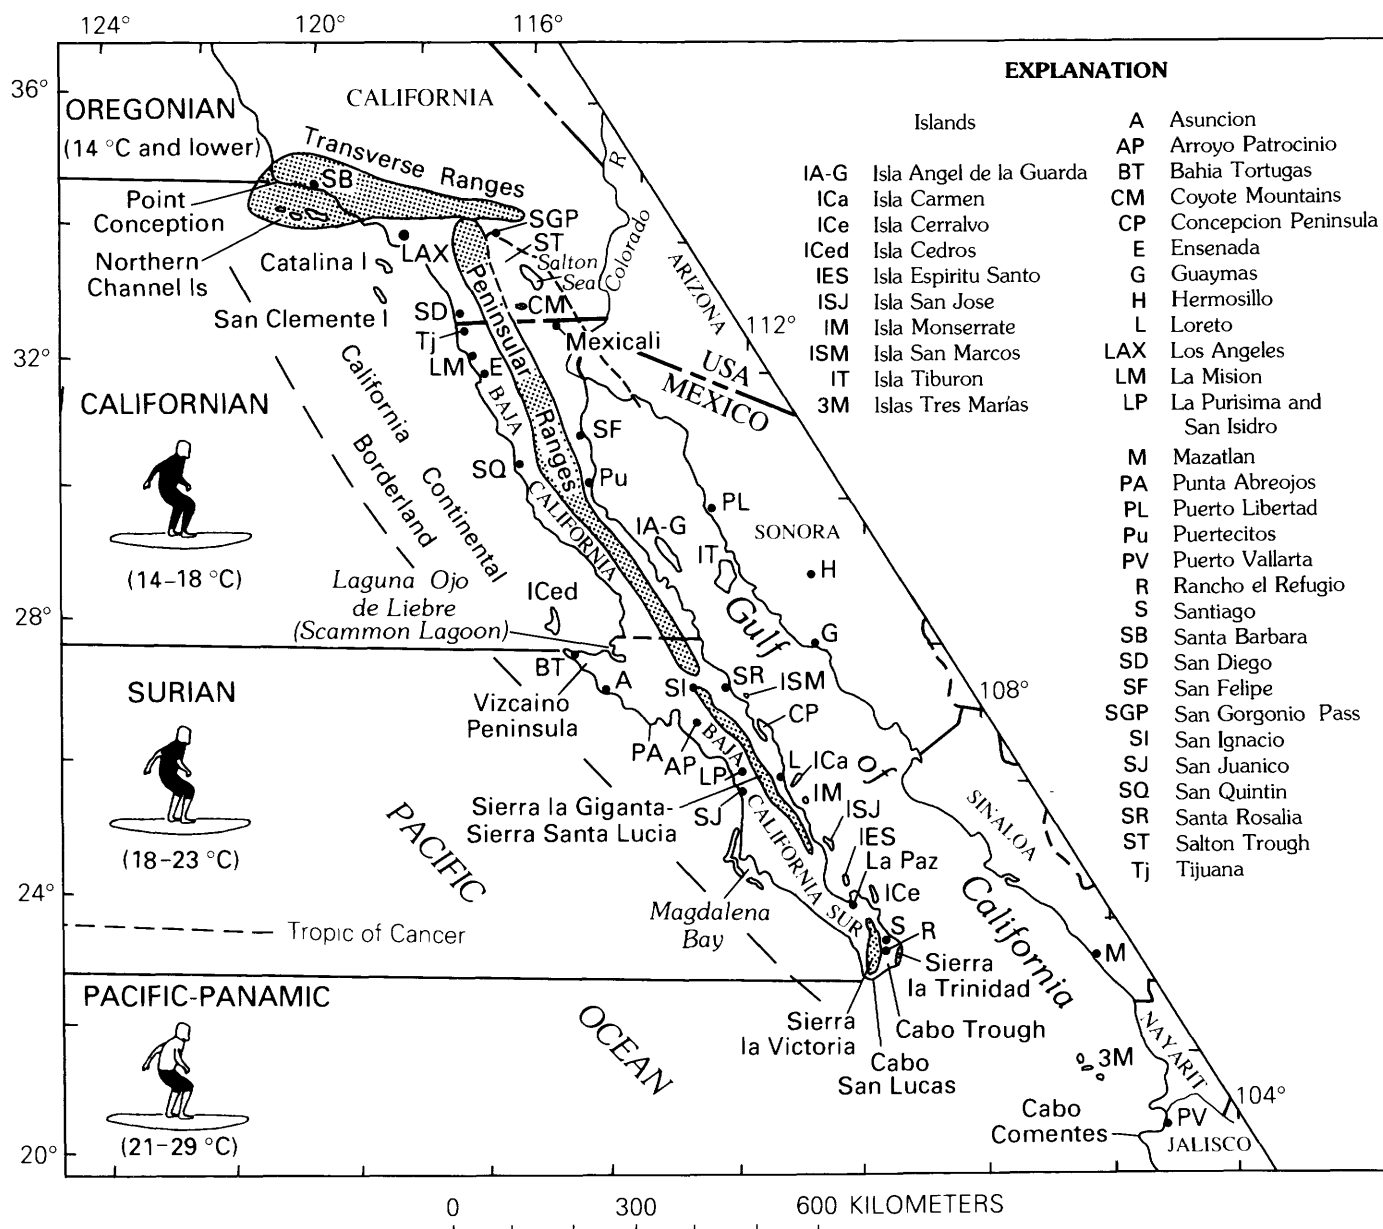 124°
120°
116°
36°
32°
28°
24°
20°
112°
108°
104°
OREGONIAN
(14 °C and lower)
CALIFORNIA
Transverse Ranges
SB
Point
Conception
Northern
Channel Is
Catalina I
San Clemente I
LAX
SGP
ST
Salton
Sea
CM
Colorado
R
ARIZONA
SD
Tj
LM
E
Mexicali
USA
MEXICO
Peninsular
Ranges
BAJA
CALIFORNIA
California Continental
Borderland
CALIFORNIAN
(14–18 °C)
SQ
SF
Pu
PL
SONORA
IA-G
IT
H
G
Laguna Ojo
de Liebre
(Scammon Lagoon)
ICed
Gulf
of
California
SURIAN
(18–23 °C)
BT
A
Vizcaino
Peninsula
SI
SR
ISM
CP
PA
AP
LP
SJ
BAJA
CALIFORNIA SUR
L
ICa
IM
ISJ
IES
La Paz
ICe
Sierra la Giganta-
Sierra Santa Lucia
SINALOA
PACIFIC
OCEAN
Magdalena
Bay
S
R
Tropic of Cancer
Sierra
la Trinidad
Cabo Trough
Sierra
la Victoria
Cabo
San Lucas
M
NAYARIT
3M
Cabo
Comentes
PV
JALISCO
PACIFIC-PANAMIC
(21–29 °C)
0 300 600 KILOMETERS
EXPLANATION
Islands
IA-G Isla Angel de la Guarda
ICa Isla Carmen
ICe Isla Cerralvo
ICed Isla Cedros
IES Isla Espiritu Santo
ISJ Isla San Jose
IM Isla Monserrate
ISM Isla San Marcos
IT Isla Tiburon
3M Islas Tres Marías
A Asuncion
AP Arroyo Patrocinio
BT Bahia Tortugas
CM Coyote Mountains
CP Concepcion Peninsula
E Ensenada
G Guaymas
H Hermosillo
L Loreto
LAX Los Angeles
LM La Mision
LP La Purisima and
San Isidro
M Mazatlan
PA Punta Abreojos
PL Puerto Libertad
Pu Puertecitos
PV Puerto Vallarta
R Rancho el Refugio
S Santiago
SB Santa Barbara
SD San Diego
SF San Felipe
SGP San Gorgonio Pass
SI San Ignacio
SJ San Juanico
SQ San Quintin
SR Santa Rosalia
ST Salton Trough
Tj Tijuana